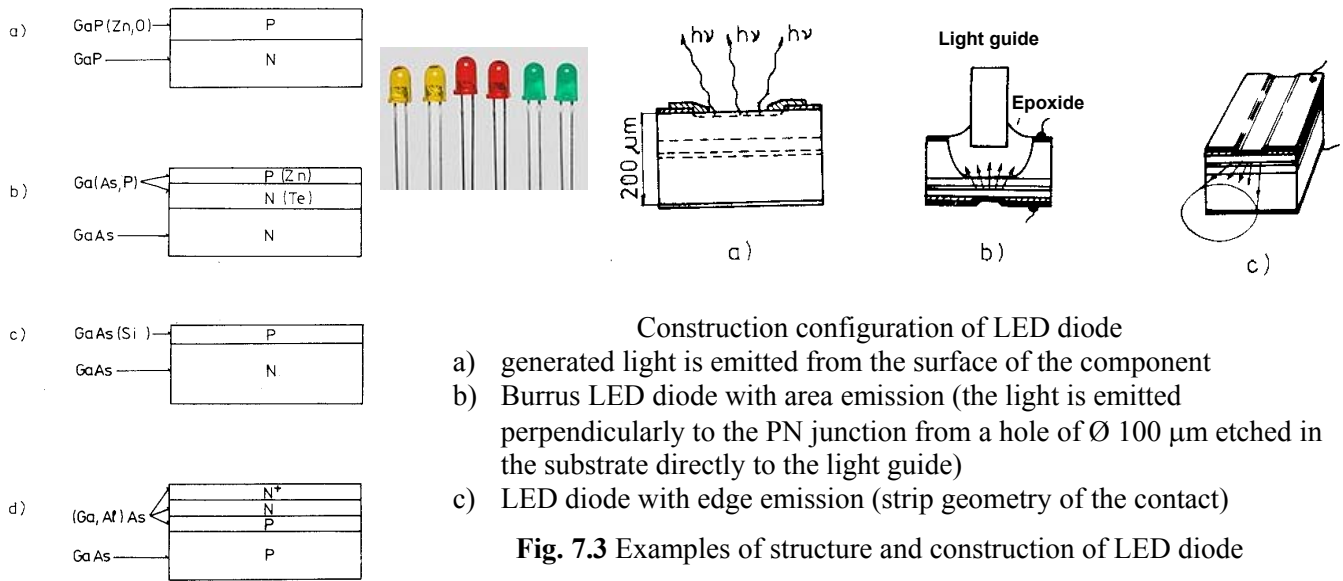 a)
GaP(Zn,O)
P
GaP
N
b)
Ga(As,P)
P (Zn)
N (Te)
GaAs
N
c)
GaAs(Si)
P
GaAs
N
d)
(Ga,Al)As
N+
N
P
GaAs
P
hν hν hν
200 μm
a)
Light guide
Epoxide
b)
c)
Construction configuration of LED diode
a) generated light is emitted from the surface of the component
b) Burrus LED diode with area emission (the light is emitted
perpendicularly to the PN junction from a hole of Ø 100 μm etched in
the substrate directly to the light guide)
c) LED diode with edge emission (strip geometry of the contact)
Fig. 7.3 Examples of structure and construction of LED diode